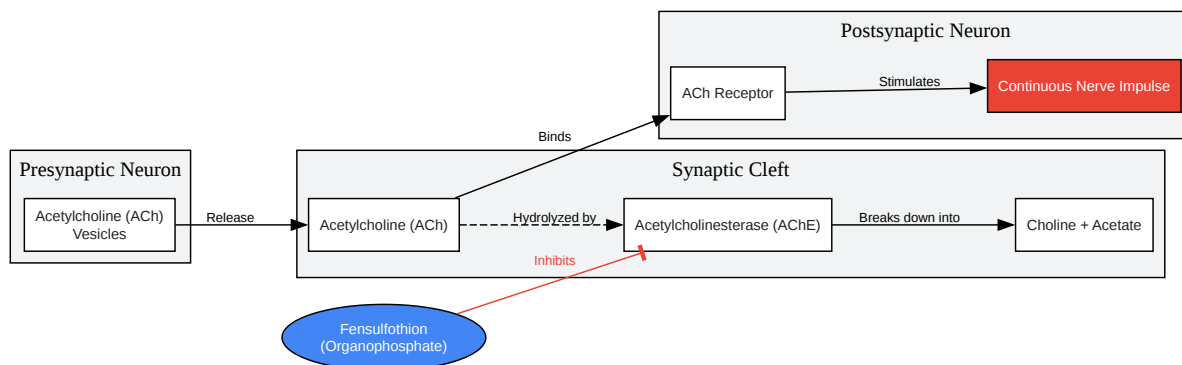 Postsynaptic Neuron
ACh Receptor
Stimulates
Continuous Nerve Impulse
Binds
Presynaptic Neuron
Acetylcholine (ACh)
Vesicles
Release
Synaptic Cleft
Acetylcholine (ACh)
Hydrolyzed by
Acetylcholinesterase (AChE)
Breaks down into
Choline + Acetate
Inhibits
Fensulfothion
(Organophosphate)